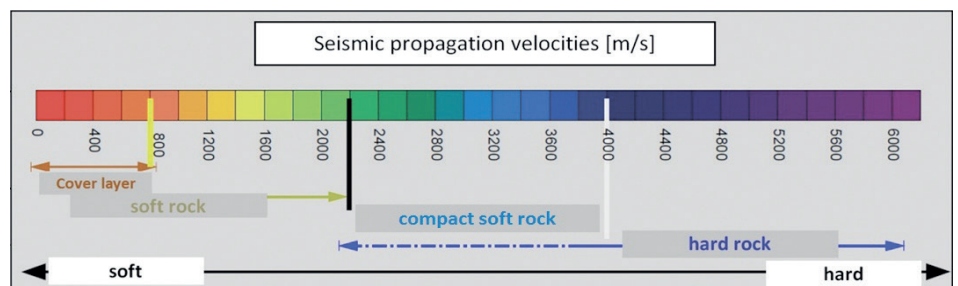 Seismic propagation velocities [m/s]
0 400 800 1200 1600 2000 2400 2800 3200 3600 4000 4400 4800 5200 5600 6000
Cover layer
soft rock
compact soft rock
hard rock
soft hard